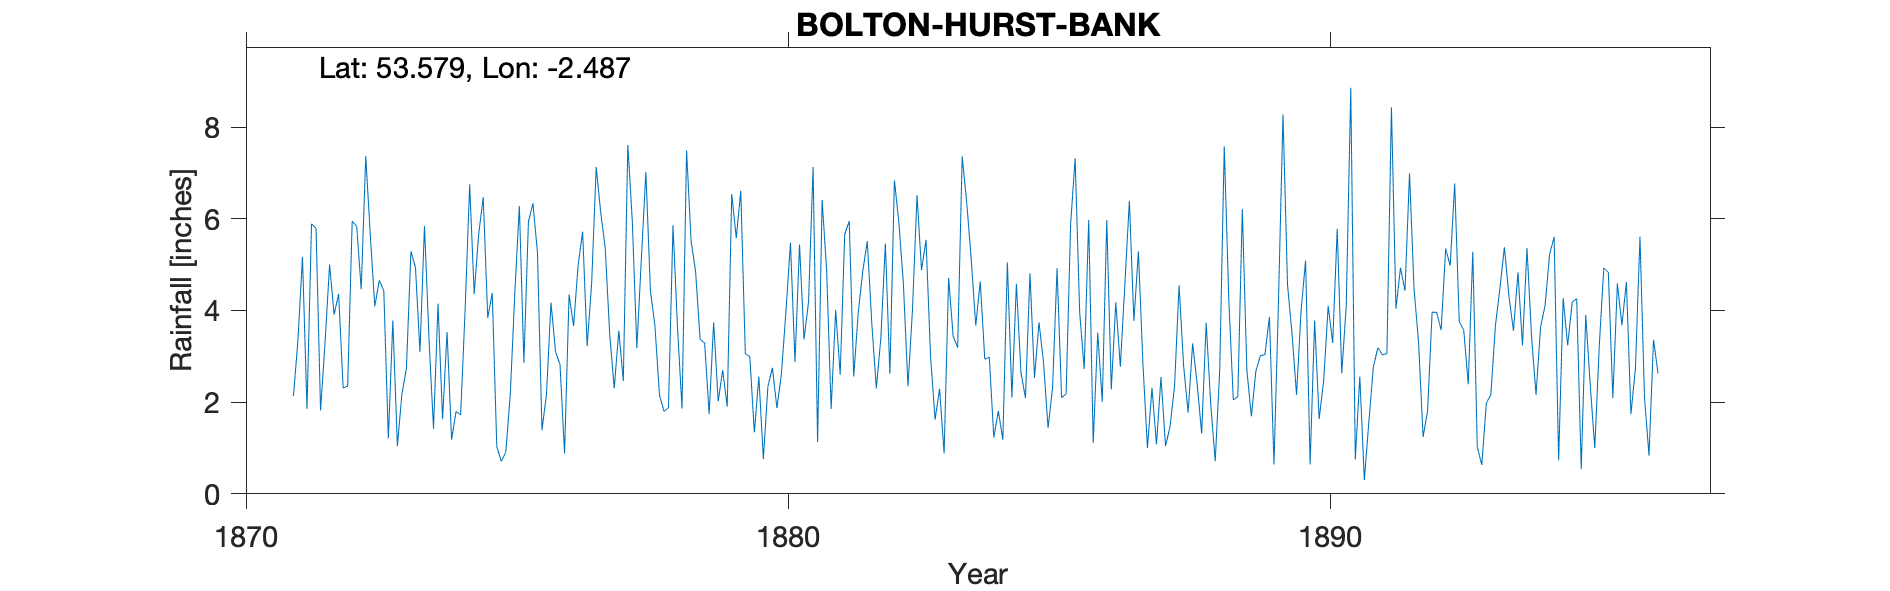 BOLTON-HURST-BANK
Lat: 53.579, Lon: -2.487
8
6
4
2
0
Rainfall [inches]
1870 1880 1890
Year